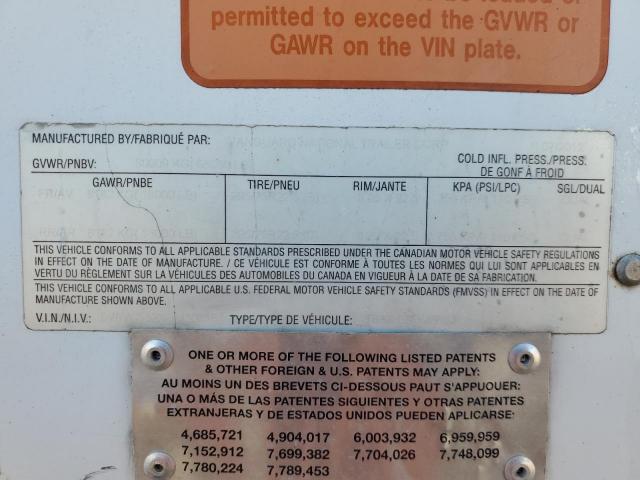 permitted to exceed the GVWR or
GAWR on the VIN plate.
MANUFACTURED BY/FABRIQUÉ PAR:
GVWR/PNBV:
COLD INFL. PRESS./PRESS.
DE GONF À FROID
GAWR/PNBE TIRE/PNEU RIM/JANTE KPA (PSI/LPC) SGL/DUAL
THIS VEHICLE CONFORMS TO ALL APPLICABLE STANDARDS PRESCRIBED UNDER THE CANADIAN MOTOR VEHICLE SAFETY REGULATIONS
IN EFFECT ON THE DATE OF MANUFACTURE. / CE VÉHICULE EST CONFORME À TOUTES LES NORMES QUI LUI SONT APPLICABLES EN
VERTU DU RÈGLEMENT SUR LA SÉCURITÉ DES VÉHICULES DES AUTOMOBILES DU CANADA EN VIGUEUR À LA DATE DE SA FABRICATION.
THIS VEHICLE CONFORMS TO ALL APPLICABLE U.S. FEDERAL MOTOR VEHICLE SAFETY STANDARDS (FMVSS) IN EFFECT ON THE DATE OF
MANUFACTURE SHOWN ABOVE.
V.I.N./N.I.V.: TYPE/TYPE DE VÉHICULE:
ONE OR MORE OF THE FOLLOWING LISTED PATENTS
& OTHER FOREIGN & U.S. PATENTS MAY APPLY:
AU MOINS UN DES BREVETS CI-DESSOUS PAUT S'APPUOUER:
UNA O MÁS DE LAS PATENTES SIGUIENTES Y OTRAS PATENTES
EXTRANJERAS Y DE ESTADOS UNIDOS PUEDEN APLICARSE:
4,685,721 4,904,017 6,003,932 6,959,959
7,152,912 7,699,382 7,704,026 7,748,099
7,780,224 7,789,453